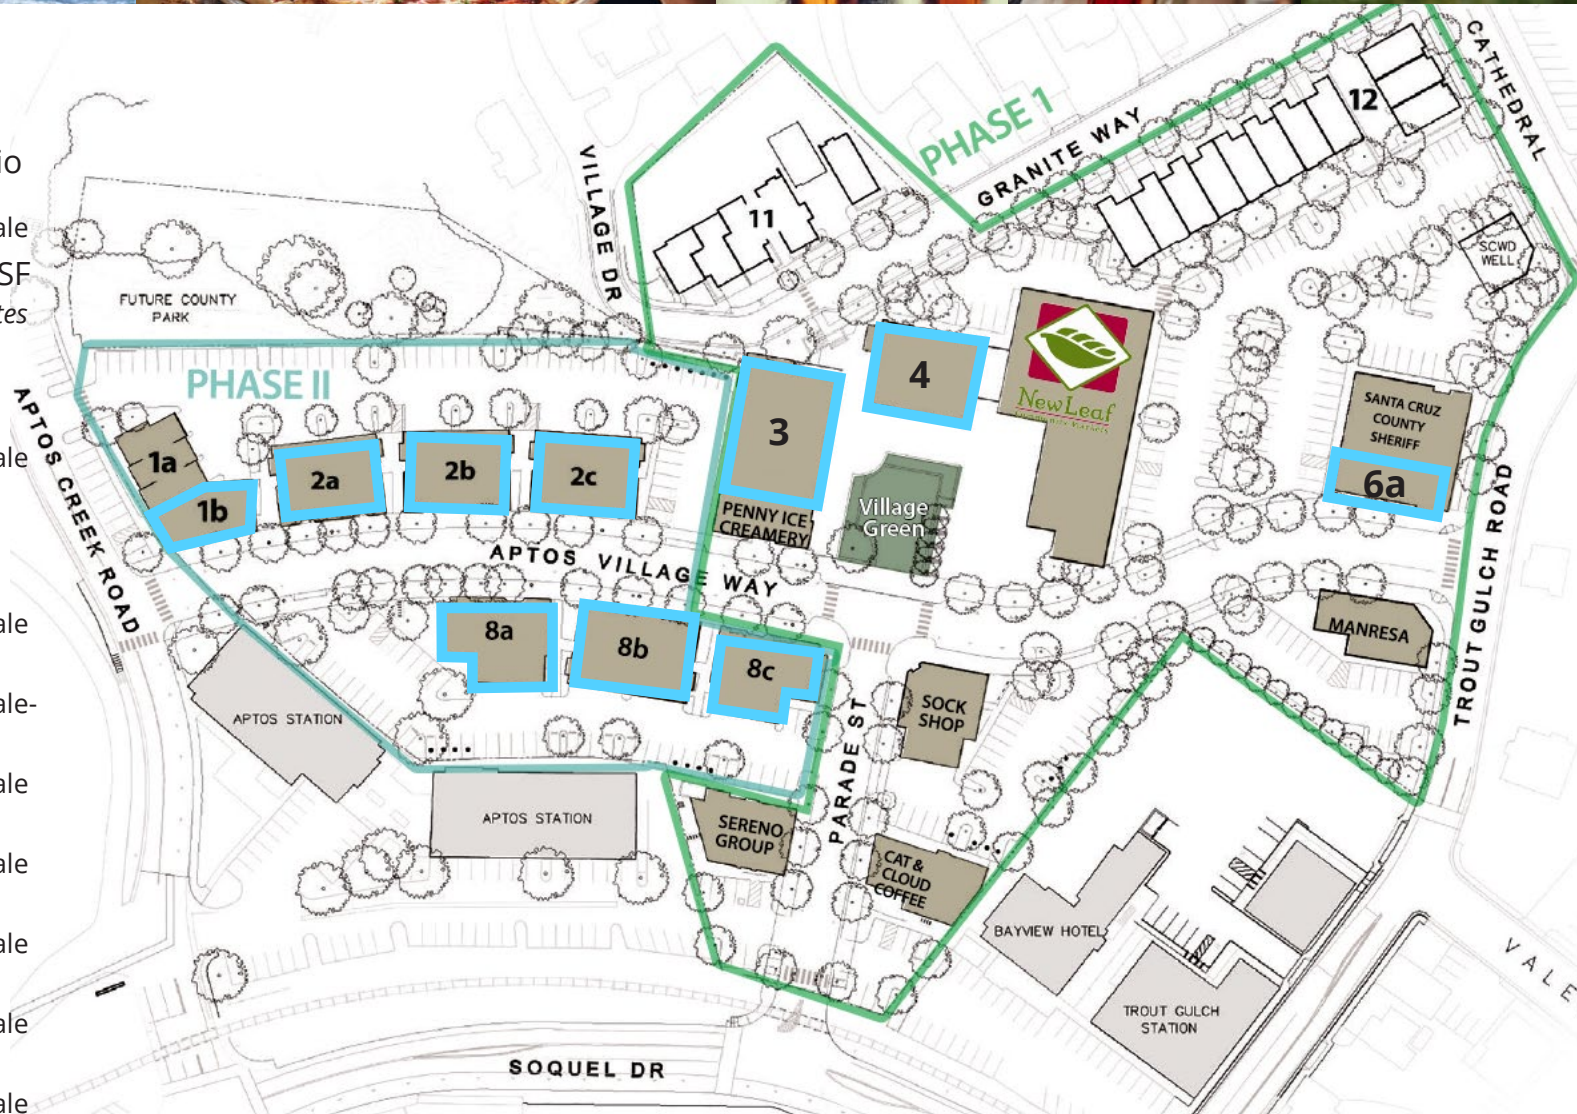 io
ale
SF
tes
ale
ale
ale-
ale
ale
ale
ale
ale
PHASE 1
GRANITE WAY
CATHEDRAL
VILLAGE DR
11
12
SCWD
WELL
FUTURE COUNTY
PARK
PHASE II
APTOS CREEK ROAD
1a
1b
2a
2b
2c
3
4
NewLeaf
COMMUNITY MARKETS
PENNY ICE
CREAMERY
Village
Green
SANTA CRUZ
COUNTY
SHERIFF
6a
TROUT GULCH ROAD
APTOS VILLAGE WAY
8a
8b
8c
MANRESA
SOCK
SHOP
PARADE ST
APTOS STATION
APTOS STATION
SERENO
GROUP
CAT &
CLOUD
COFFEE
BAYVIEW HOTEL
TROUT GULCH
STATION
VALE
SOQUEL DR